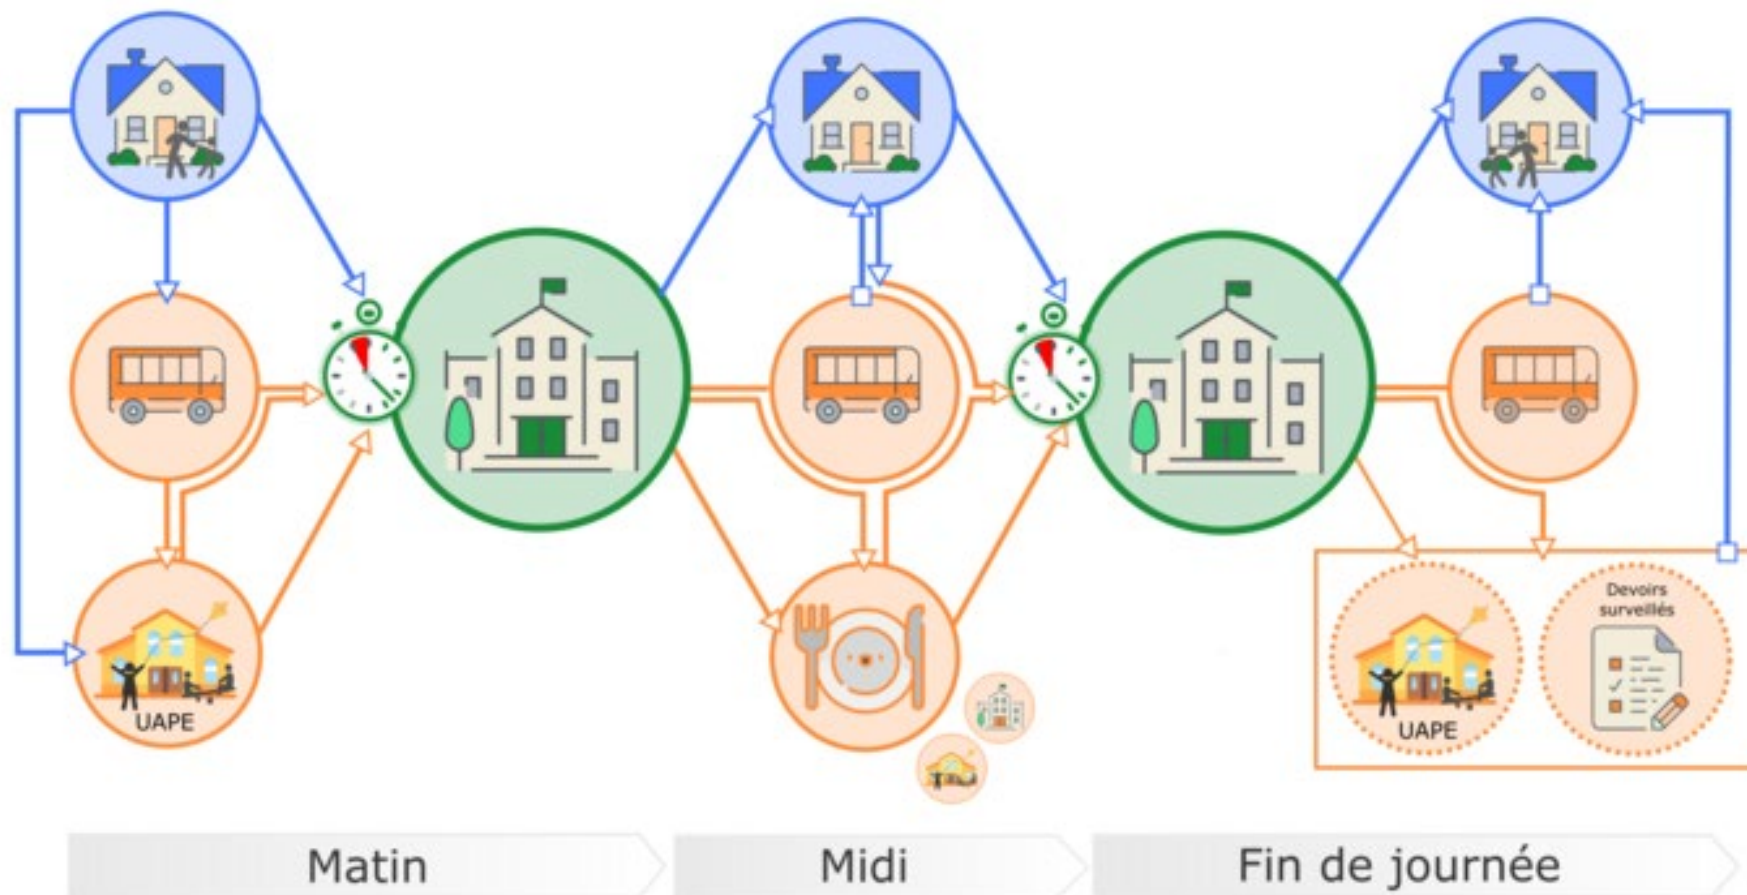 UAPE
Devoirs
surveillés
UAPE
Matin
Midi
Fin de journée